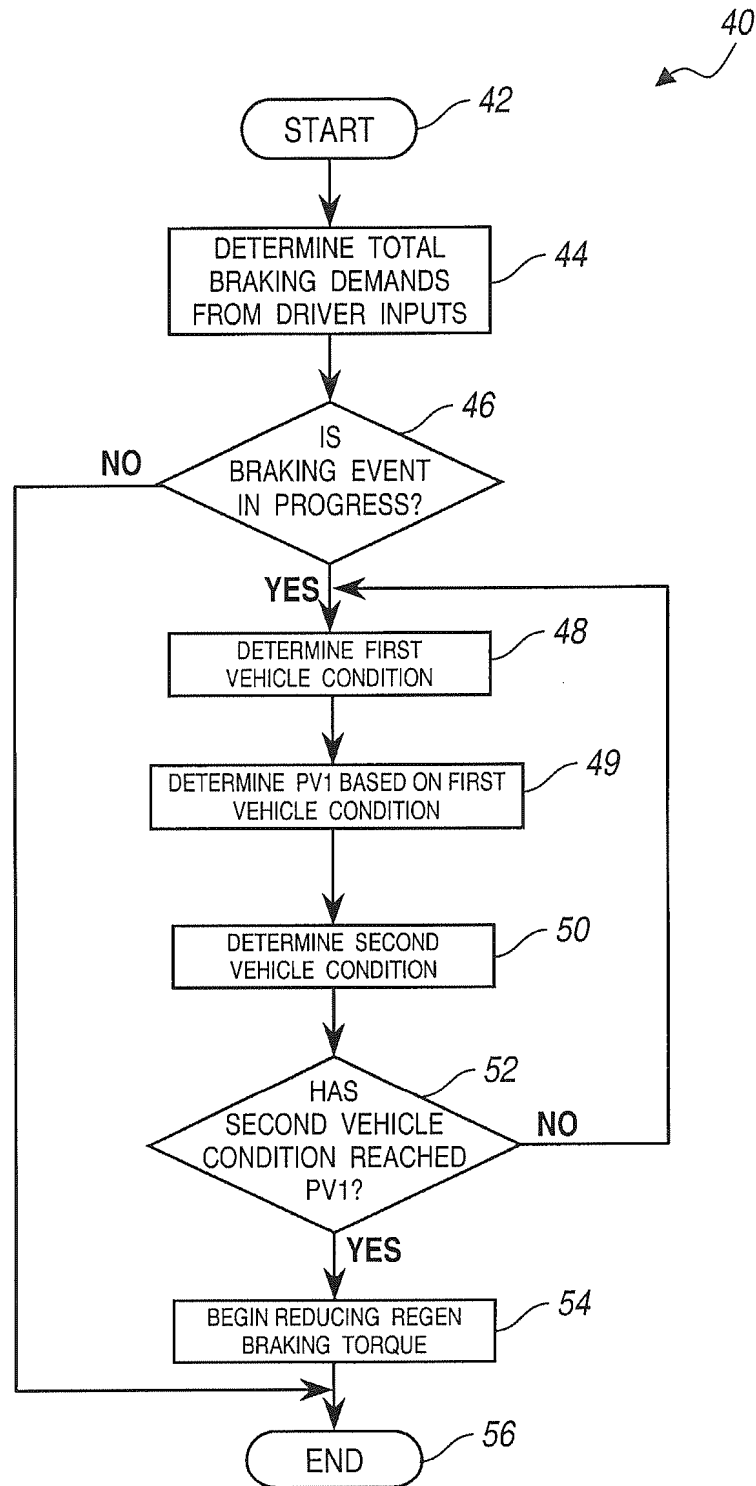 40
START
42
DETERMINE TOTAL
BRAKING DEMANDS
FROM DRIVER INPUTS
44
IS
BRAKING EVENT
IN PROGRESS?
46
NO
YES
DETERMINE FIRST
VEHICLE CONDITION
48
DETERMINE PV1 BASED ON FIRST
VEHICLE CONDITION
49
DETERMINE SECOND
VEHICLE CONDITION
50
HAS
SECOND VEHICLE
CONDITION REACHED
PV1?
52
NO
YES
BEGIN REDUCING REGEN
BRAKING TORQUE
54
END
56